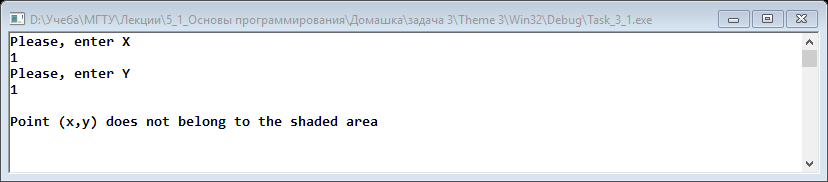 D:\Учеба\МГТУ\Лекции\5_1_Основы программирования\Домашка\задача 3\Theme 3\Win32\Debug\Task_3_1.exe
Please, enter X
1
Please, enter Y
1
Point (x,y) does not belong to the shaded area